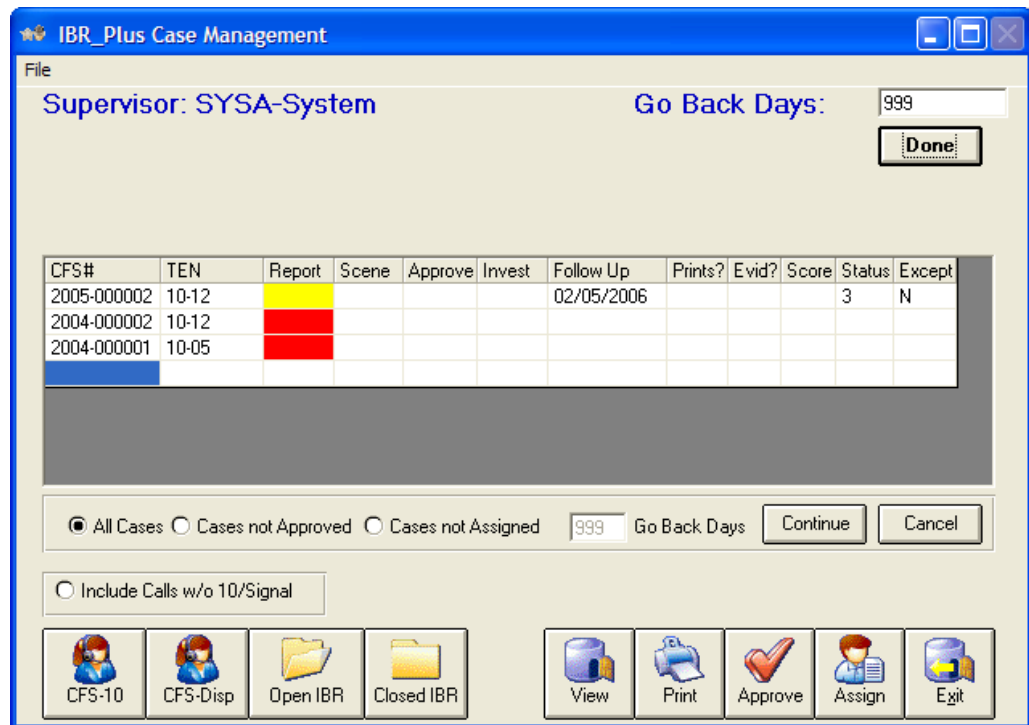 IBR_Plus Case Management
File
Supervisor: SYSA-System Go Back Days: 999
Done
CFS# TEN Report Scene Approve Invest Follow Up Prints? Evid? Score Status Except
2005-000002 10-12 02/05/2006 3 N
2004-000002 10-12
2004-000001 10-05
All Cases Cases not Approved Cases not Assigned 999 Go Back Days Continue Cancel
Include Calls w/o 10/Signal
CFS-10 CFS-Disp Open IBR Closed IBR View Print Approve Assign Exit